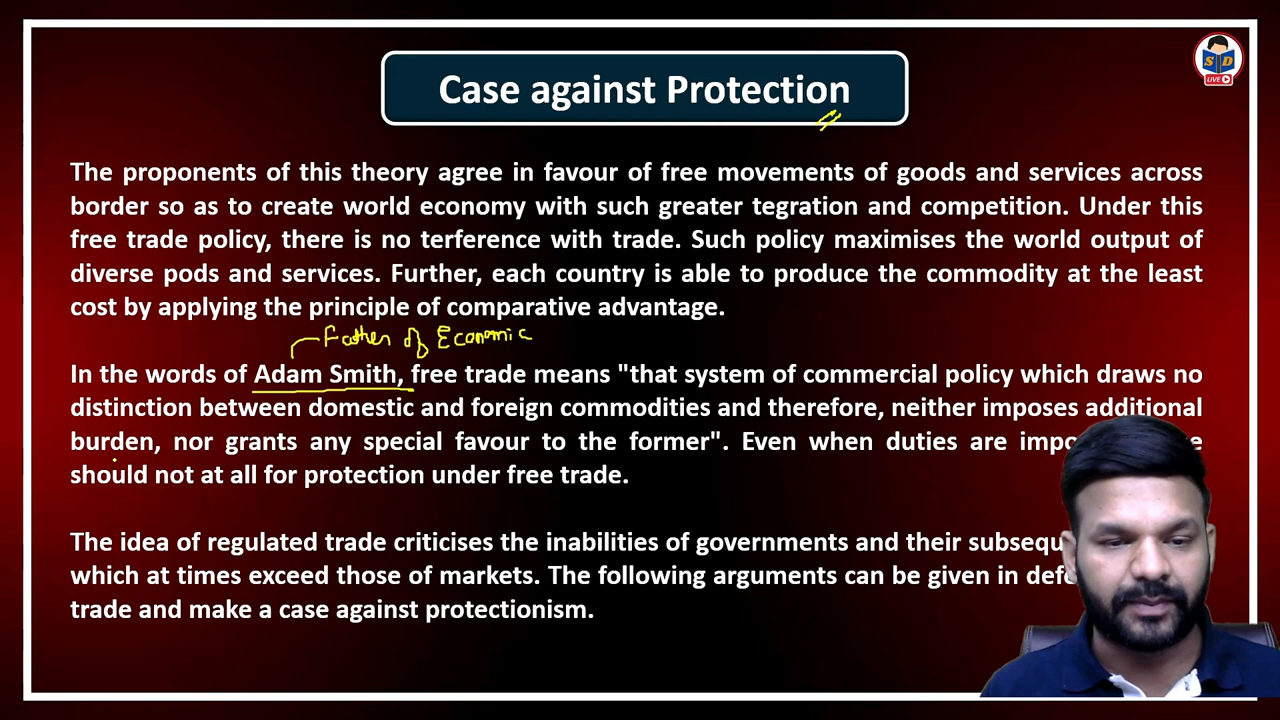 Case against Protection
S D
LIVE
The proponents of this theory agree in favour of free movements of goods and services across
border so as to create world economy with such greater tegration and competition. Under this
free trade policy, there is no terference with trade. Such policy maximises the world output of
diverse pods and services. Further, each country is able to produce the commodity at the least
cost by applying the principle of comparative advantage.
Father of Economic
In the words of Adam Smith, free trade means "that system of commercial policy which draws no
distinction between domestic and foreign commodities and therefore, neither imposes additional
burden, nor grants any special favour to the former". Even when duties are
should not at all for protection under free trade.
The idea of regulated trade criticises the inabilities of governments and their
which at times exceed those of markets. The following arguments can be given in
trade and make a case against protectionism.